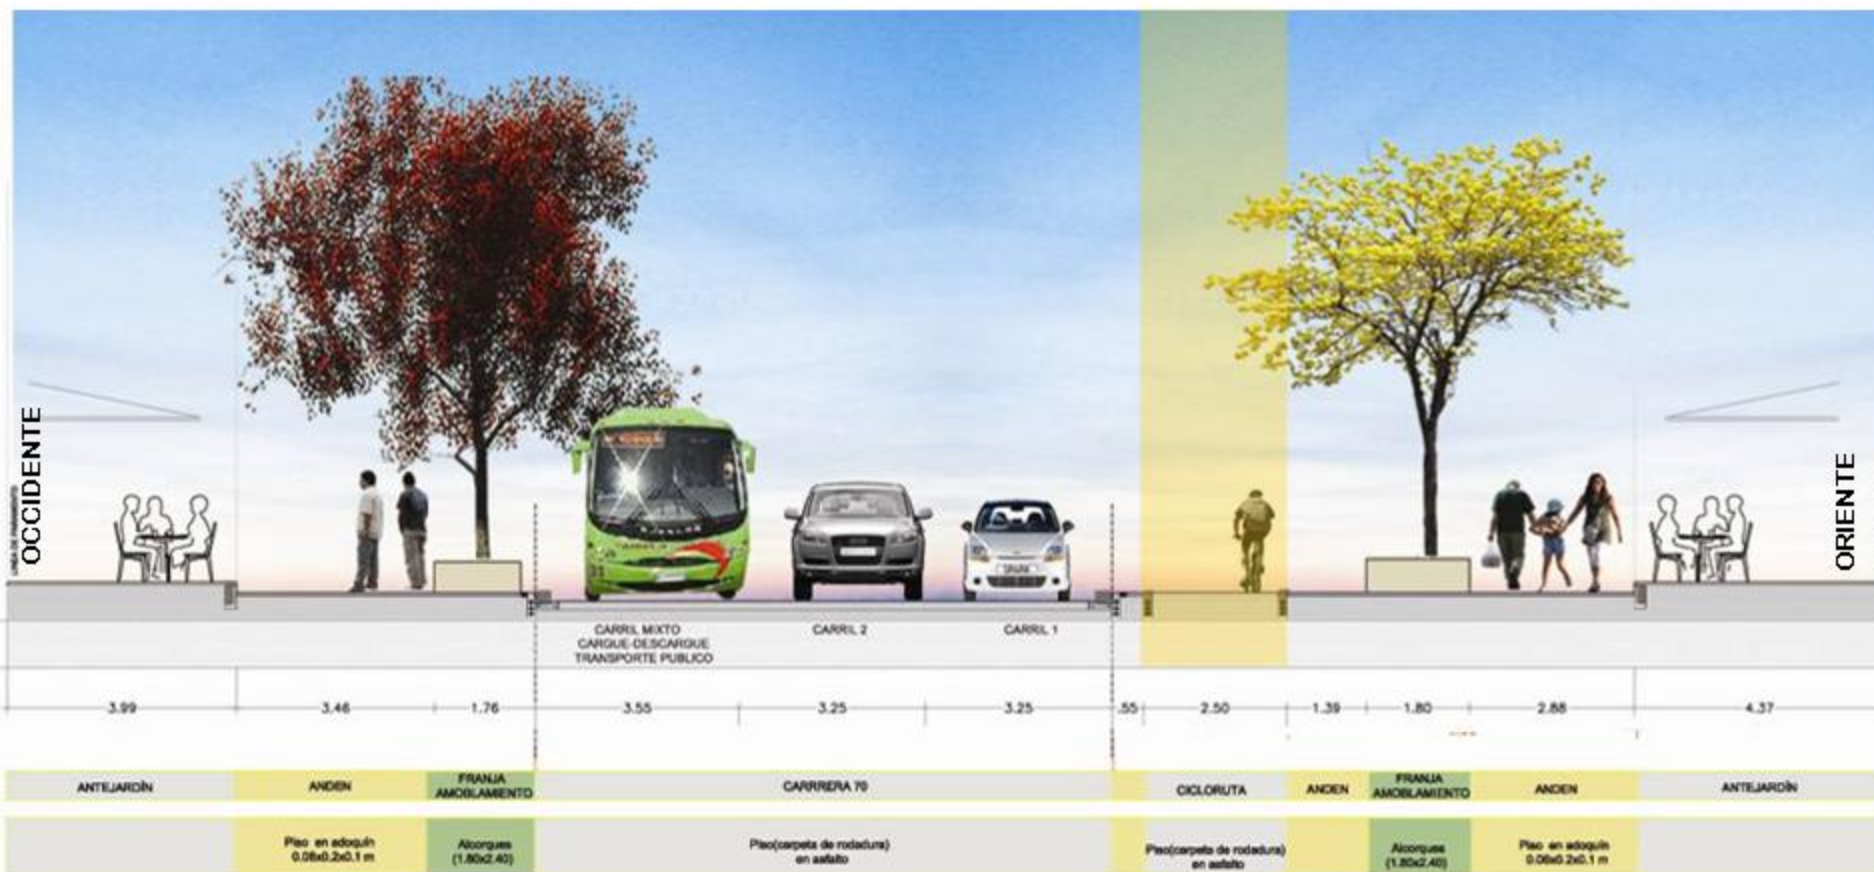 OCCIDENTE
ORIENTE
CARRIL MIXTO
CARGUE-DESCARGUE
TRANSPORTE PUBLICO
CARRIL 2
CARRIL 1
3.99 3.46 1.76 3.55 3.25 3.25 .55 2.50 1.39 1.80 2.88 4.37
ANTEJARDÍN
ANDEN
FRANJA
AMOBLAMIENTO
CARRRERA 70
CICLORUTA
ANDEN
FRANJA
AMOBLAMIENTO
ANDEN
ANTEJARDÍN
Piso en adoquín
0.08x0.2x0.1 m
Alcorques
(1.80x2.40)
Piso(carpeta de rodadura)
en asfalto
Piso(carpeta de rodadura)
en asfalto
Alcorques
(1.80x2.40)
Piso en adoquín
0.06x0.2x0.1 m